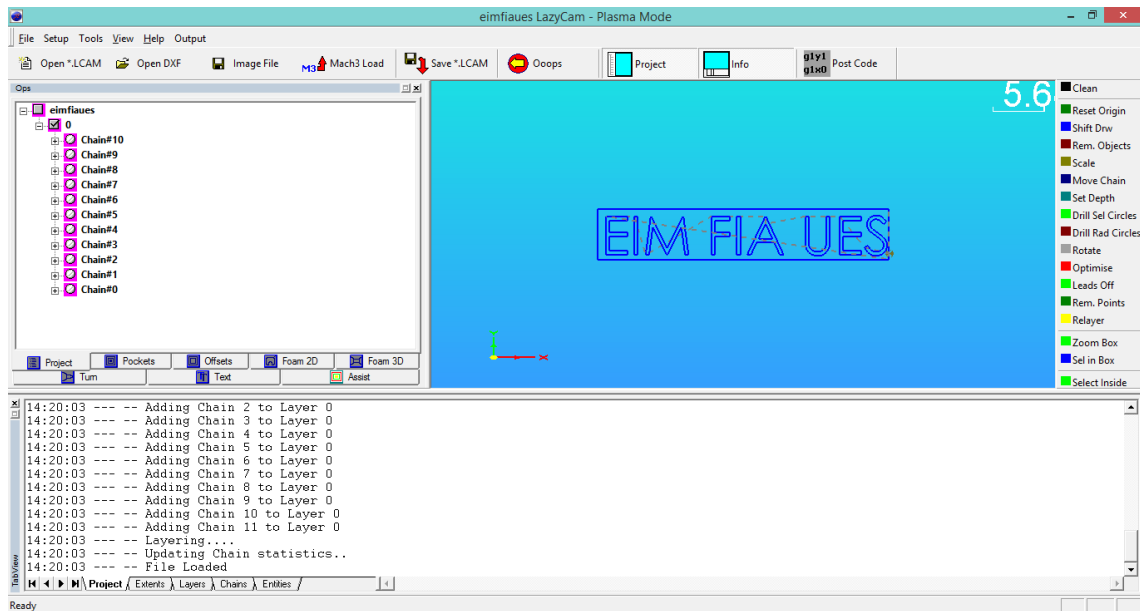 eimfiaues LazyCam - Plasma Mode
File Setup Tools View Help Output
Open *.LCAM Open DXF Image File M3 Mach3 Load Save *.LCAM Ooops Project Info g1y1 g1x0 Post Code
Ops
eimfiaues
0
Chain#10
Chain#9
Chain#8
Chain#7
Chain#6
Chain#5
Chain#4
Chain#3
Chain#2
Chain#1
Chain#0
Project Pockets Offsets Foam 2D Foam 3D
Turn Text Assist
5.6
EIM FIA UES
Clean
Reset Origin
Shift Drw
Rem. Objects
Scale
Move Chain
Set Depth
Drill Sel Circles
Drill Rad Circles
Rotate
Optimise
Leads Off
Rem. Points
Relayer
Zoom Box
Sel in Box
Select Inside
14:20:03 --- -- Adding Chain 2 to Layer 0
14:20:03 --- -- Adding Chain 3 to Layer 0
14:20:03 --- -- Adding Chain 4 to Layer 0
14:20:03 --- -- Adding Chain 5 to Layer 0
14:20:03 --- -- Adding Chain 6 to Layer 0
14:20:03 --- -- Adding Chain 7 to Layer 0
14:20:03 --- -- Adding Chain 8 to Layer 0
14:20:03 --- -- Adding Chain 9 to Layer 0
14:20:03 --- -- Adding Chain 10 to Layer 0
14:20:03 --- -- Adding Chain 11 to Layer 0
14:20:03 --- -- Layering....
14:20:03 --- -- Updating Chain statistics..
14:20:03 --- -- File Loaded
TabView
Project Extents Layers Chains Entities
Ready